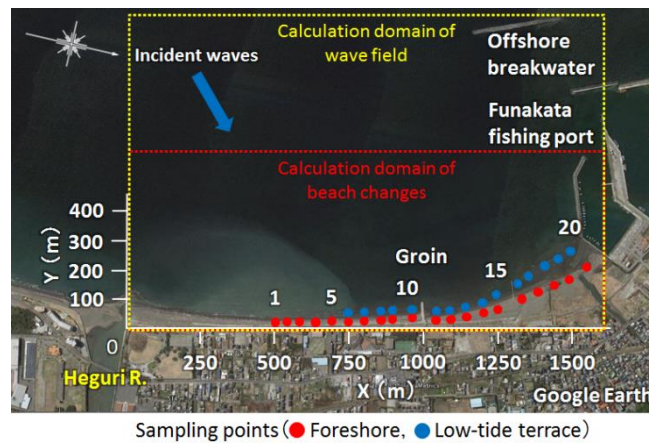 Calculation domain of
wave field
Offshore
breakwater
Incident waves
Funakata
fishing port
Calculation domain of
beach changes
400
300
200
100
0
Y (m)
20
Groin
15
1
5
10
250
500
750
1000
1250
1500
X (m)
Heguri R.
Google Earth
Sampling points (● Foreshore, ● Low-tide terrace)